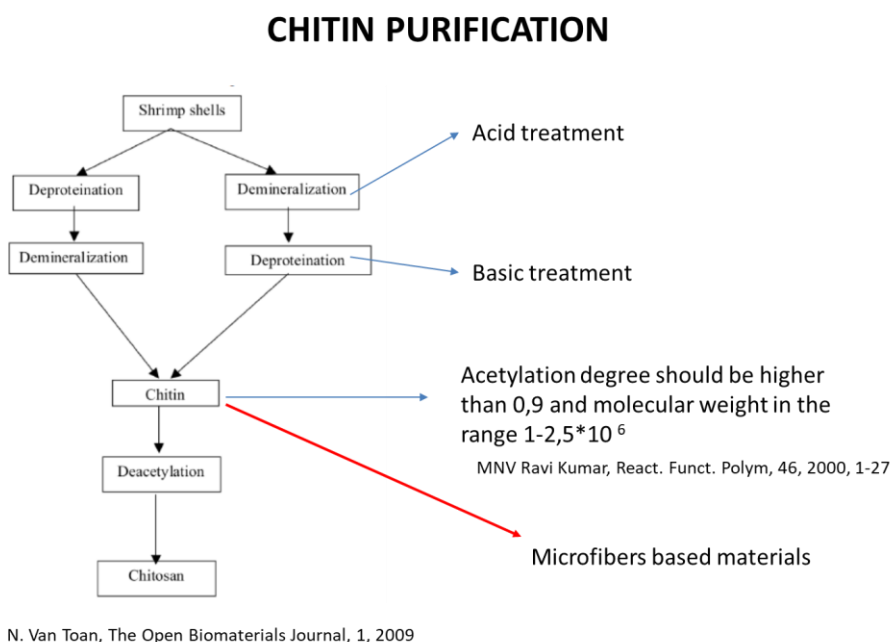 CHITIN PURIFICATION
Shrimp shells
Acid treatment
Deproteination
Demineralization
Demineralization
Deproteination
Basic treatment
Acetylation degree should be higher
than 0,9 and molecular weight in the
range 1-2,5*10 ⁶
Chitin
MNV Ravi Kumar, React. Funct. Polym, 46, 2000, 1-27
Deacetylation
Microfibers based materials
Chitosan
N. Van Toan, The Open Biomaterials Journal, 1, 2009